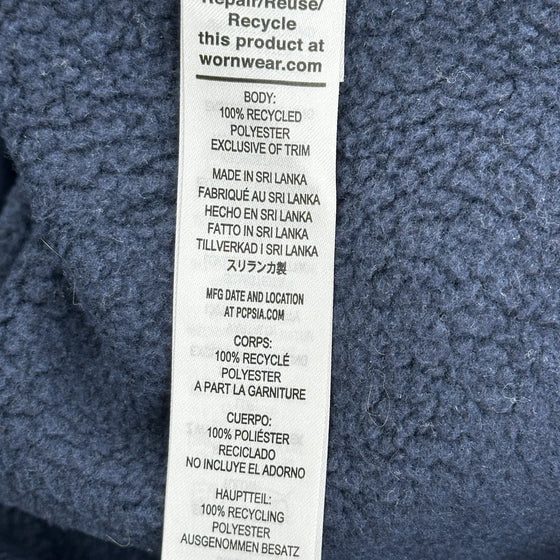 Repair/Reuse/
Recycle
this product at
wornwear.com
BODY:
100% RECYCLED
POLYESTER
EXCLUSIVE OF TRIM
MADE IN SRI LANKA
FABRIQUÉ AU SRI LANKA
HECHO EN SRI LANKA
FATTO IN SRI LANKA
TILLVERKAD I SRI LANKA
スリランカ製
MFG DATE AND LOCATION
AT PCPSIA.COM
CORPS:
100% RECYCLÉ
POLYESTER
A PART LA GARNITURE
CUERPO:
100% POLIÉSTER
RECICLADO
NO INCLUYE EL ADORNO
HAUPTTEIL:
100% RECYCLING
POLYESTER
AUSGENOMMEN BESATZ